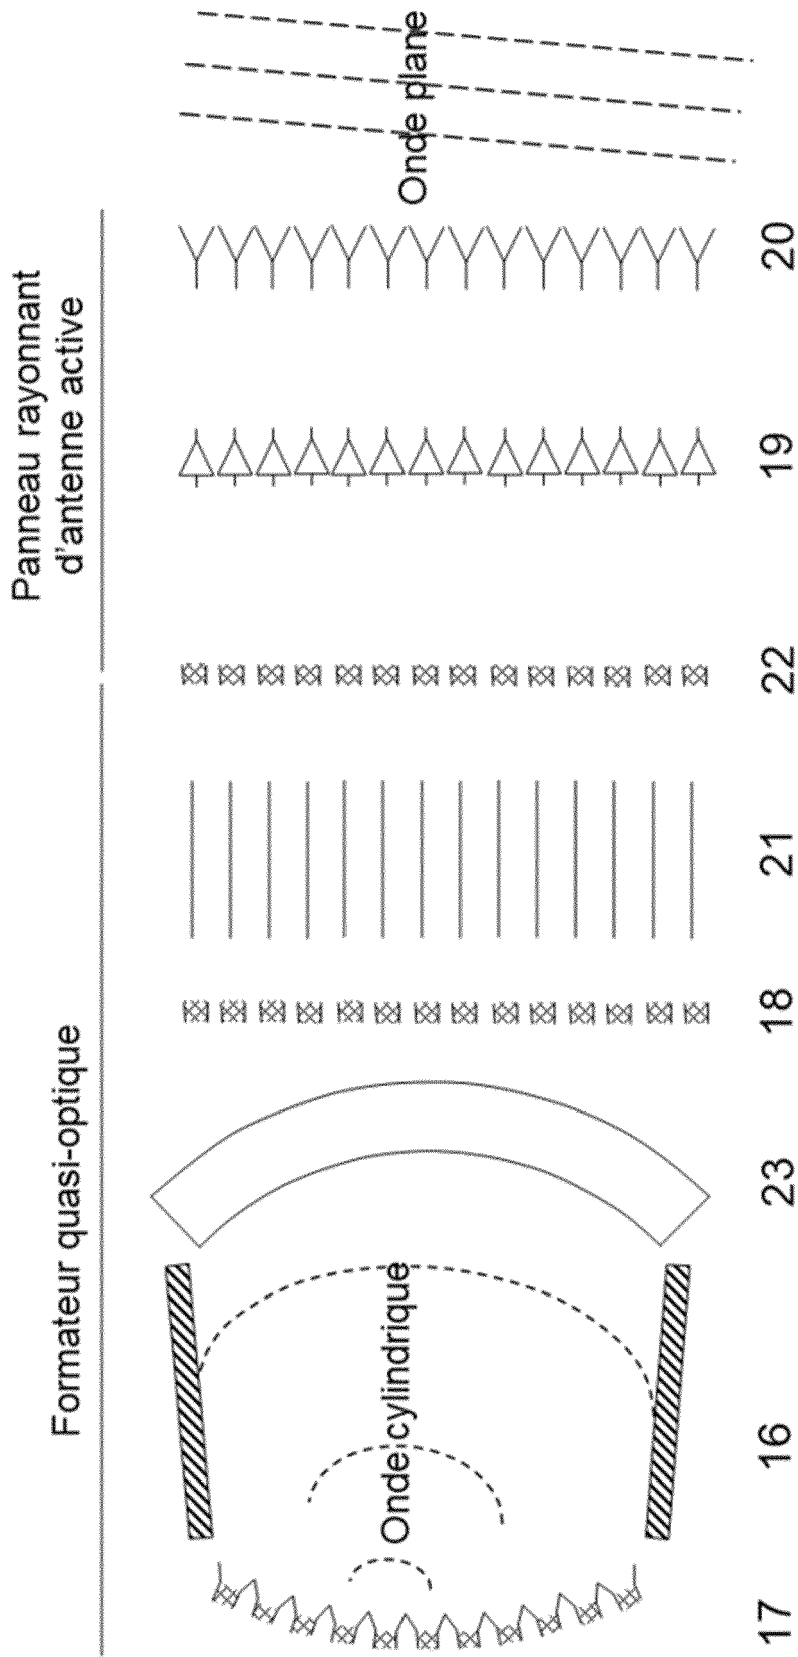 Formateur quasi-optique
Panneau rayonnant
d'antenne active
Onde cylindrique
Onde plane
17
16
23
18
21
22
19
20